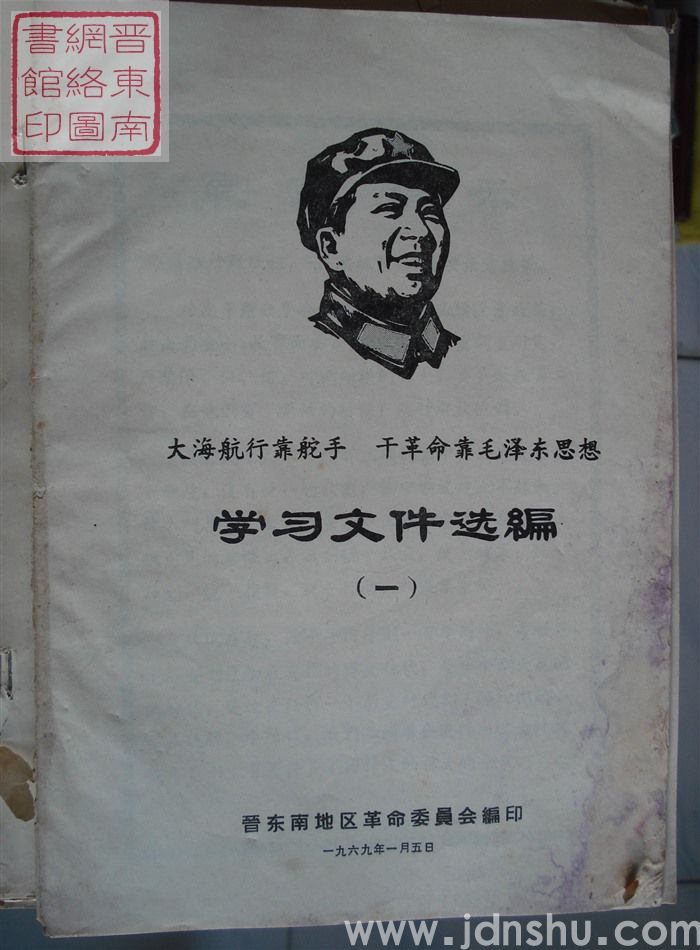 晋東南
網絡圖
書館印
大海航行靠舵手 干革命靠毛泽东思想
学习文件选编
（一）
晉东南地区革命委員会編印
一九六九年一月五日
www.jdnshu.com